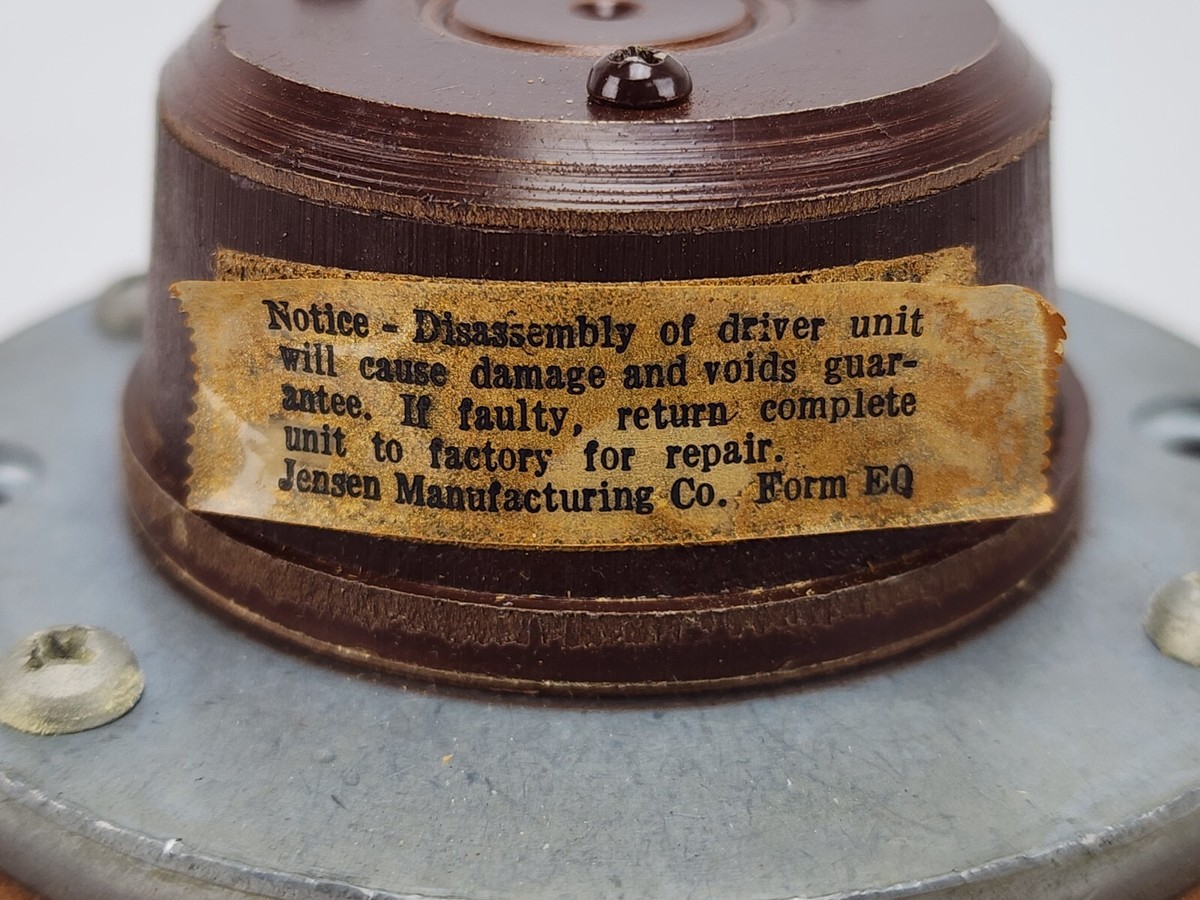 Notice - Disassembly of driver unit
will cause damage and voids guar-
antee. If faulty, return complete
unit to factory for repair.
Jensen Manufacturing Co. Form EQ